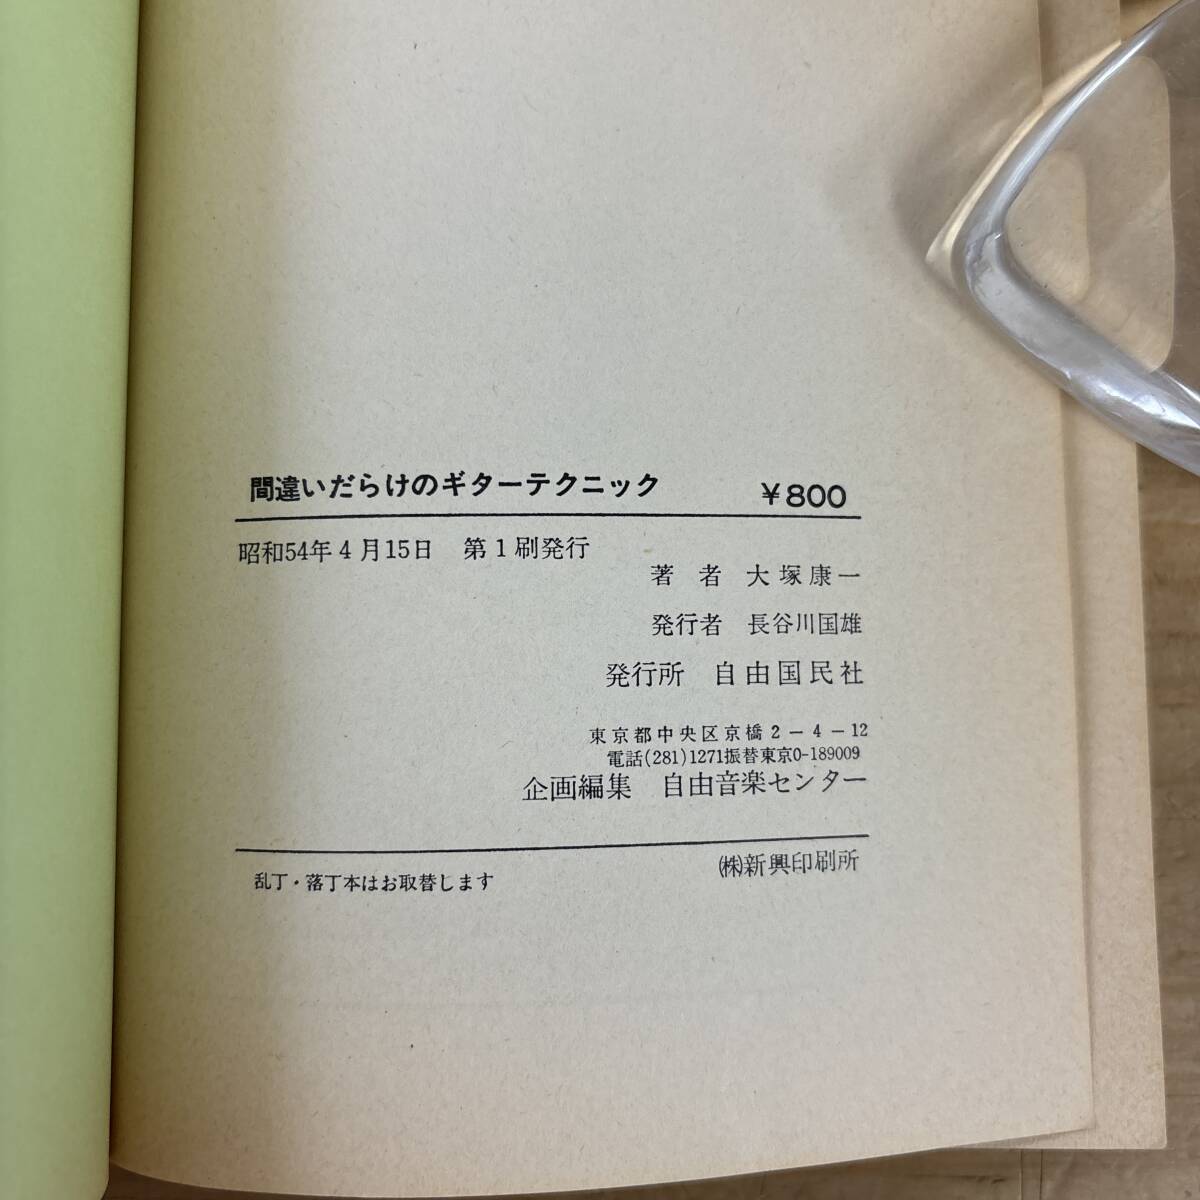 間違いだらけのギターテクニック ¥800
昭和54年4月15日 第1刷発行
著者 大塚康一
発行者 長谷川国雄
発行所 自由国民社
東京都中央区京橋2-4-12
電話(281)1271振替東京0-189009
企画編集 自由音楽センター
乱丁・落丁本はお取替します ㈱新興印刷所